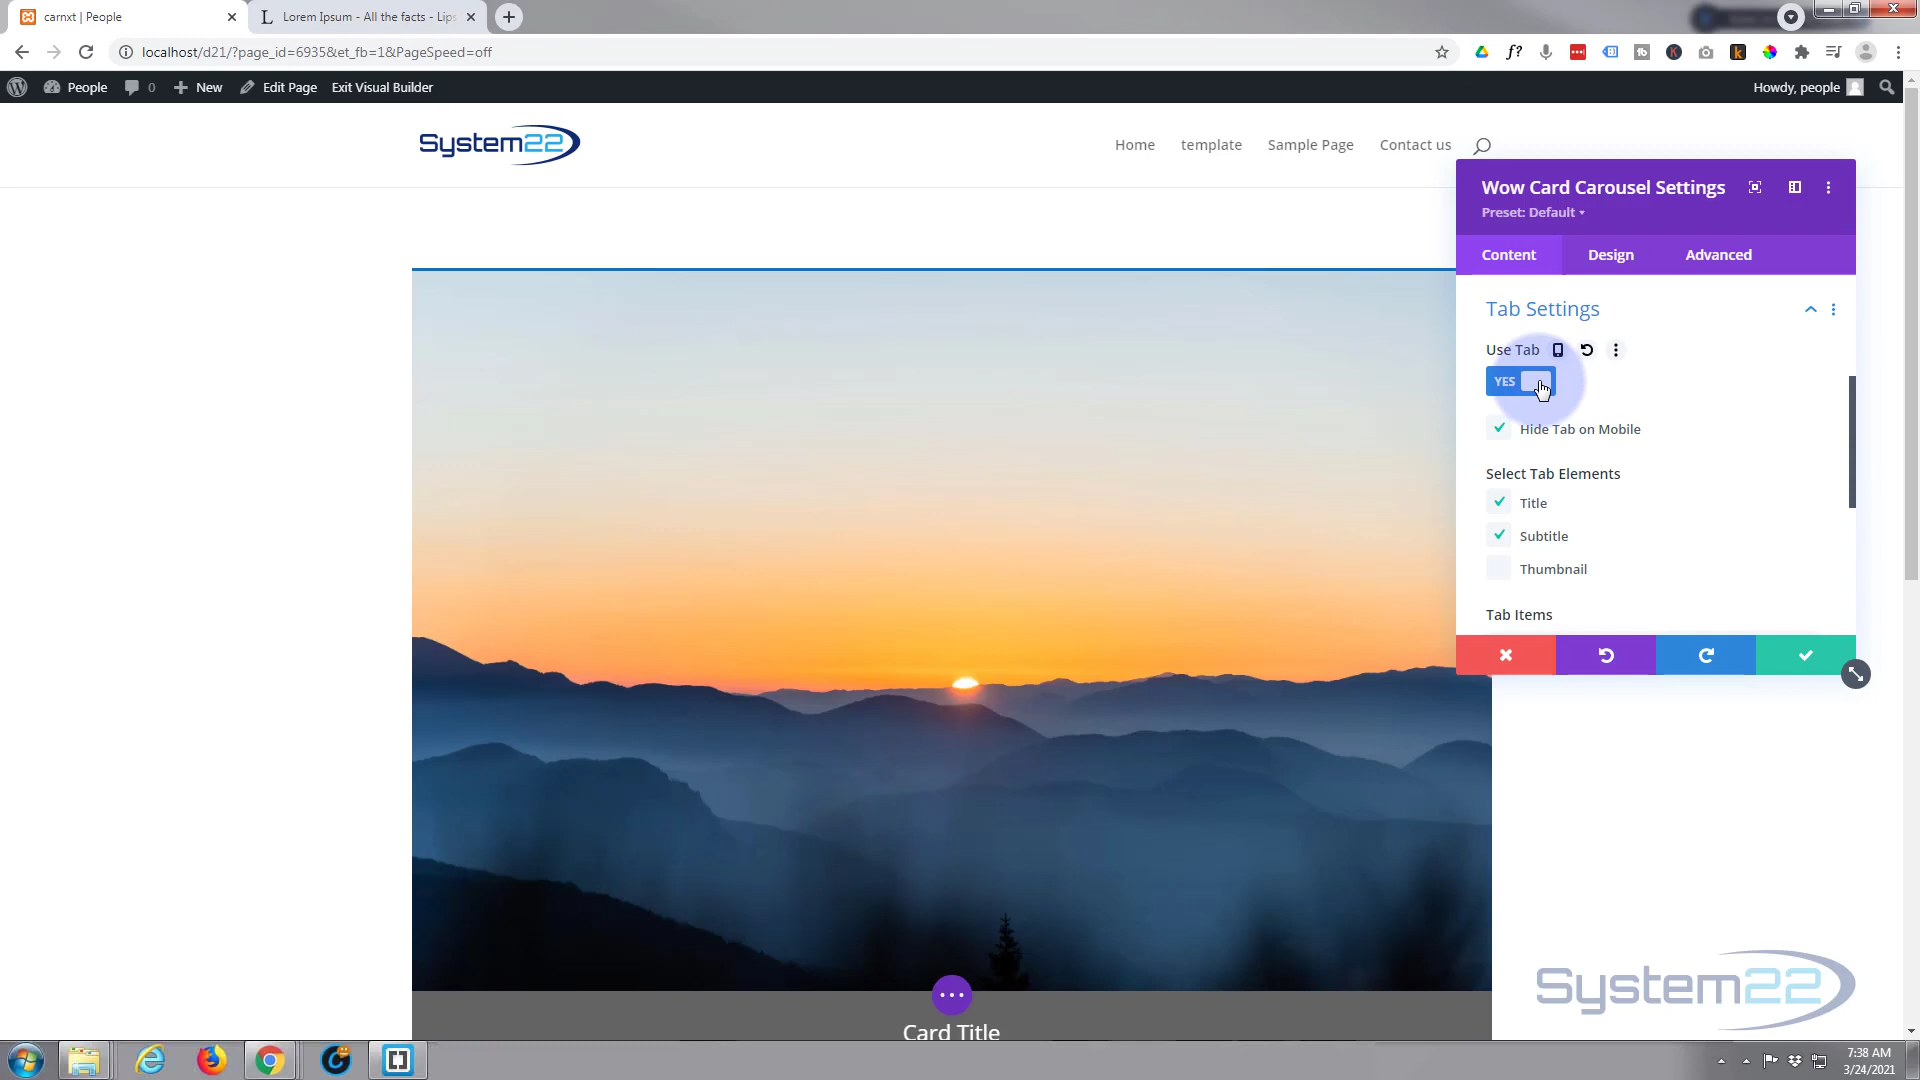 carnxt | People
Lorem Ipsum - All the facts - Lips
localhost/d21/?page_id=6935&et_fb=1&PageSpeed=off
People 0 New Edit Page Exit Visual Builder Howdy, people
System22
Home template Sample Page Contact us
Wow Card Carousel Settings
Preset: Default
Content Design Advanced
Tab Settings
Use Tab
YES
Hide Tab on Mobile
Select Tab Elements
Title
Subtitle
Thumbnail
Tab Items
Card Title
System22
7:38 AM
3/24/2021